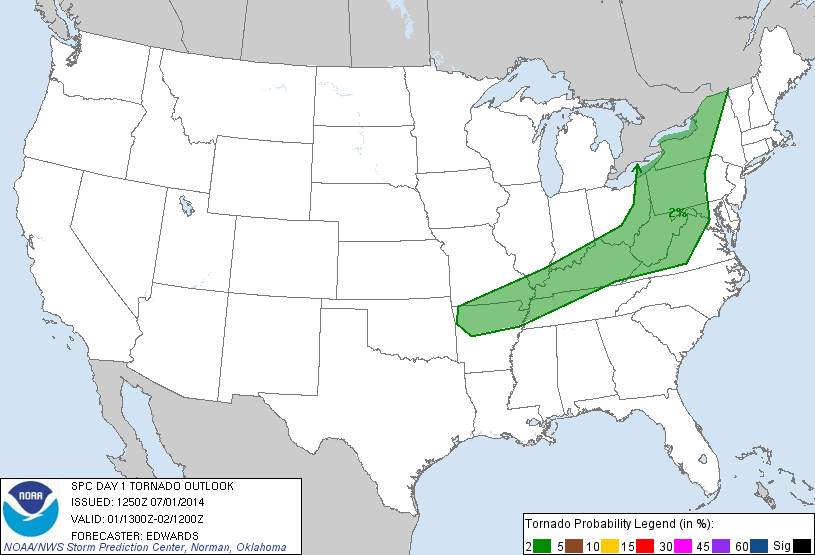 2%
NOAA
SPC DAY 1 TORNADO OUTLOOK
ISSUED: 1250Z 07/01/2014
VALID: 01/1300Z-02/1200Z
FORECASTER: EDWARDS
NOAA/NWS Storm Prediction Center, Norman, Oklahoma
Tornado Probability Legend (in %):
2 5 10 15 30 45 60 Sig